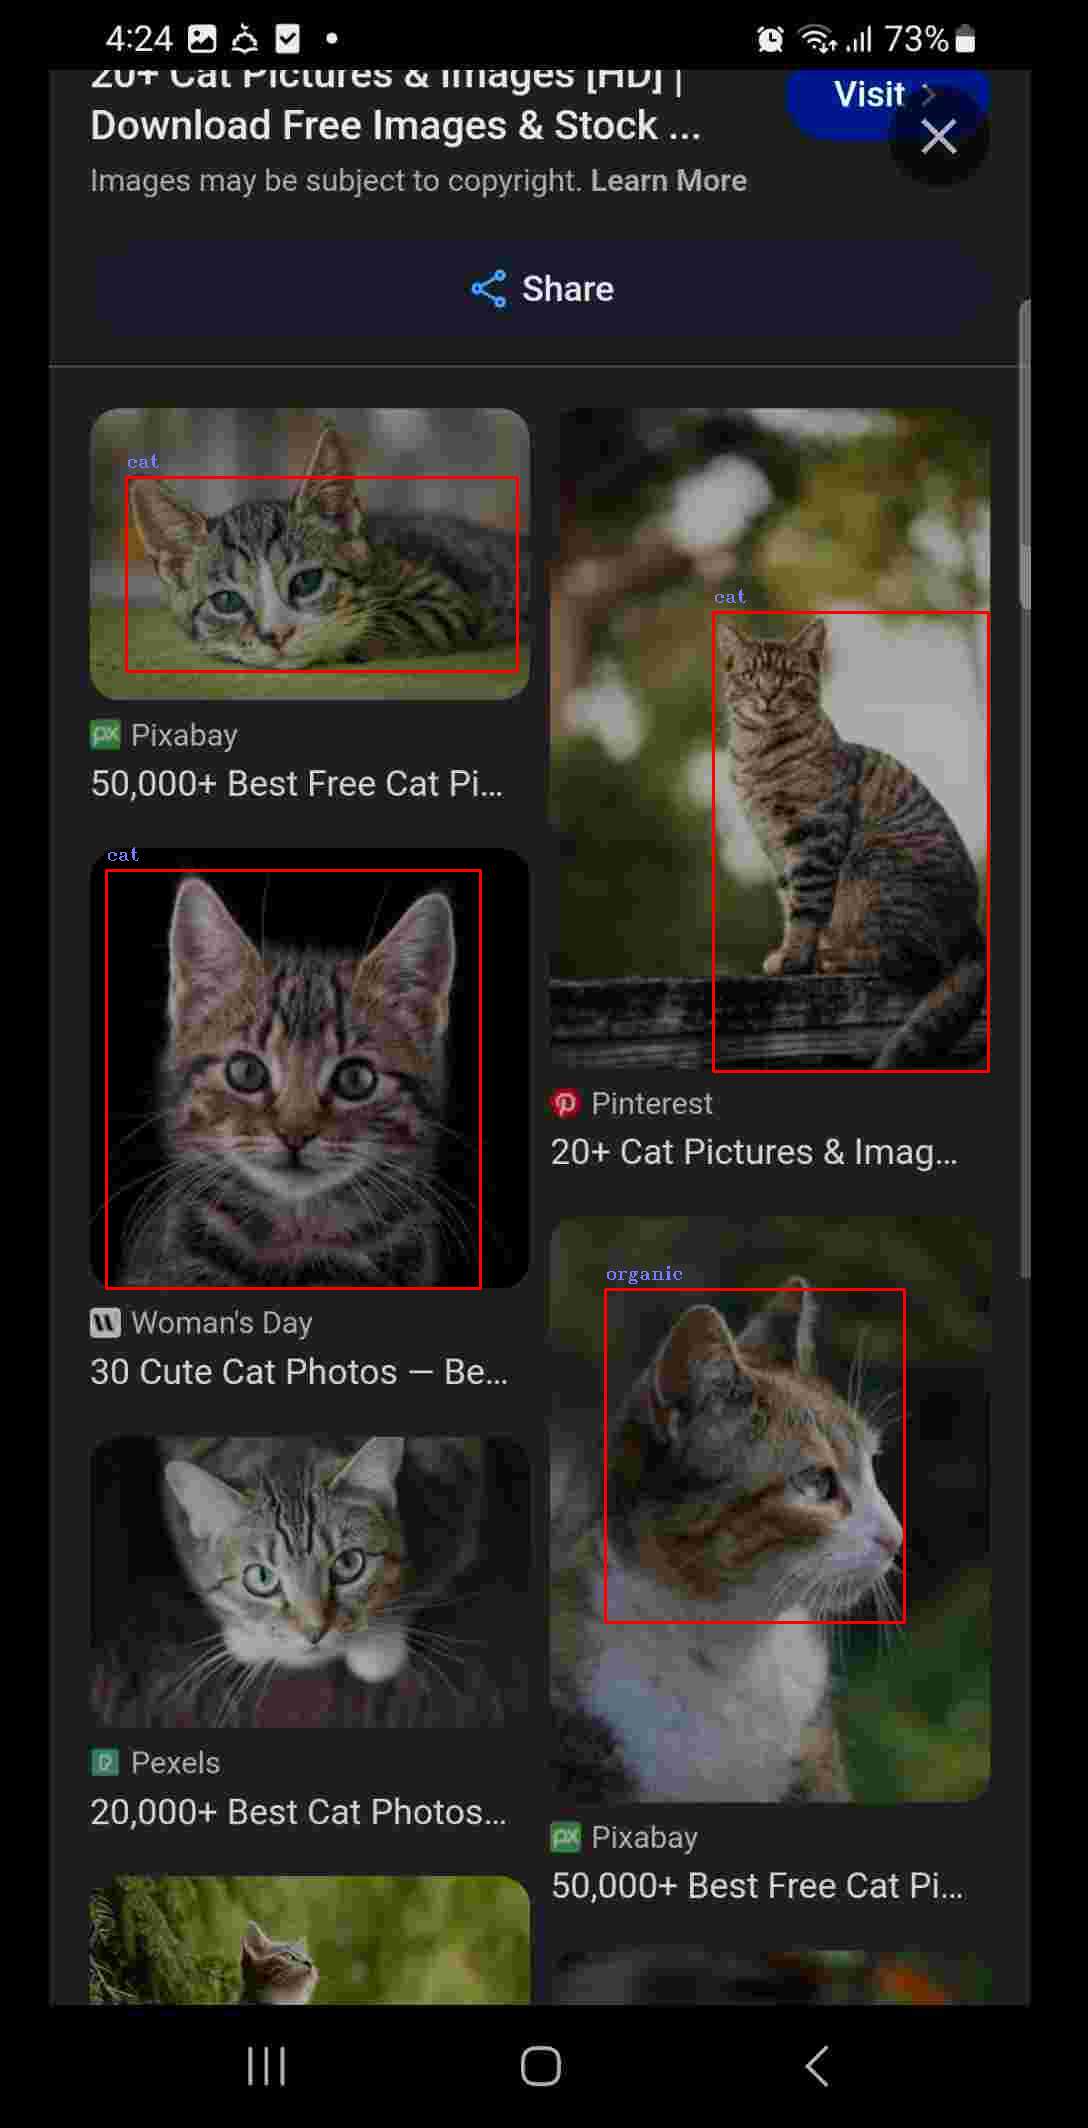 4:24
73%
20+ Cat Pictures & Images [HD] |
Download Free Images & Stock ...
Visit
Images may be subject to copyright. Learn More
Share
cat
Pixabay
50,000+ Best Free Cat Pi...
cat
Pinterest
20+ Cat Pictures & Imag...
cat
Woman's Day
30 Cute Cat Photos — Be...
organic
Pexels
20,000+ Best Cat Photos...
Pixabay
50,000+ Best Free Cat Pi...